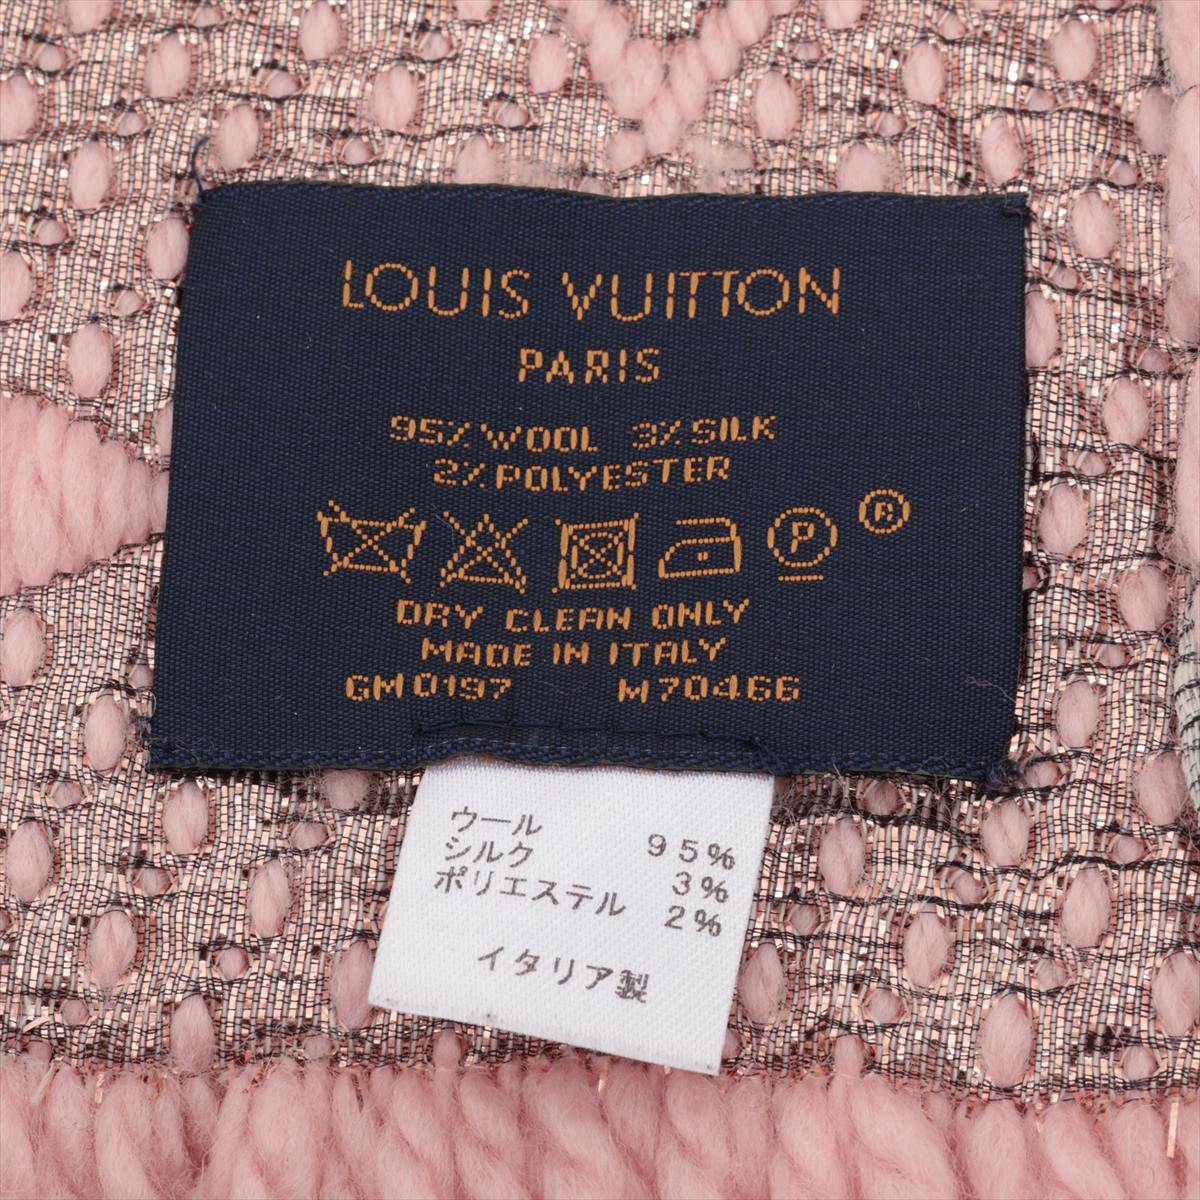 LOUIS VUITTON
PARIS
95% WOOL 3% SILK
2% POLYESTER
P ®
DRY CLEAN ONLY
MADE IN ITALY
GM0197 M70466
ウール 95%
シルク 3%
ポリエステル 2%
イタリア製